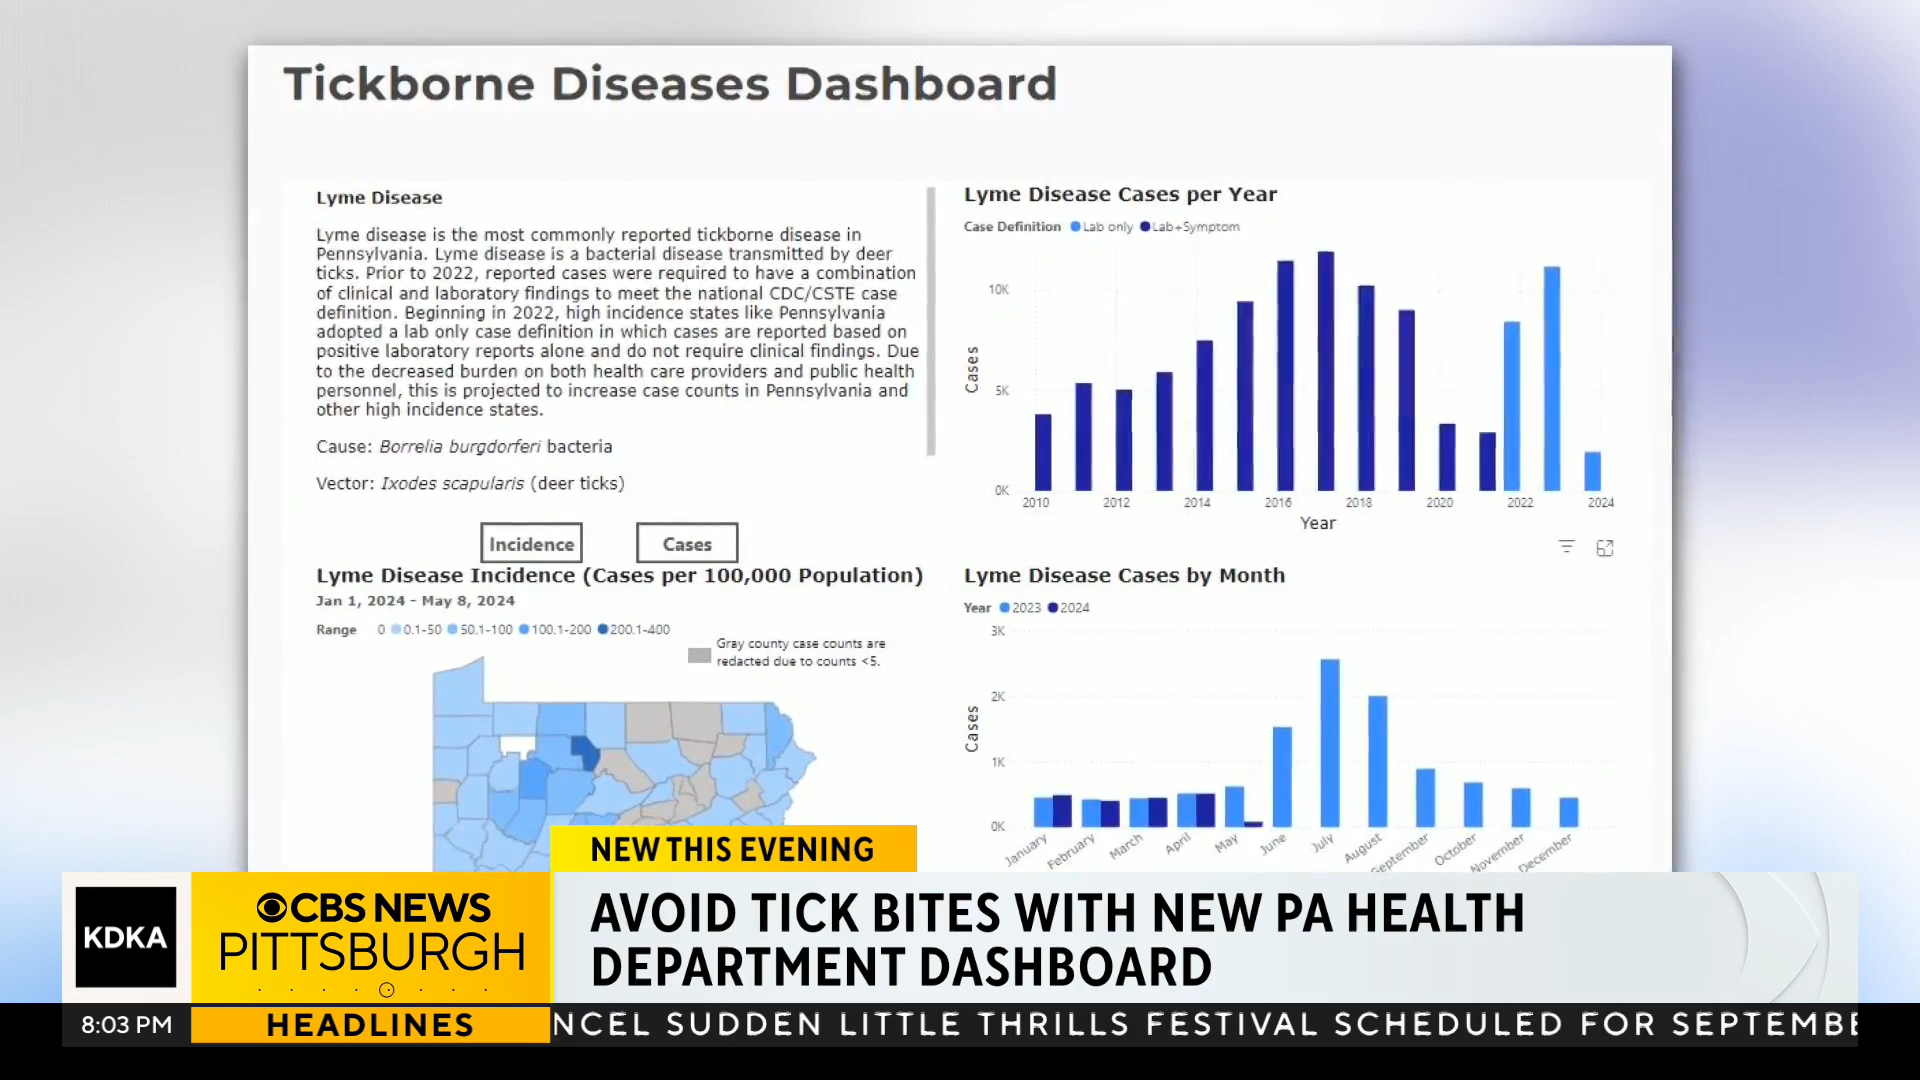 Tickborne Diseases Dashboard
Lyme Disease
Lyme disease is the most commonly reported tickborne disease in
Pennsylvania. Lyme disease is a bacterial disease transmitted by deer
ticks. Prior to 2022, reported cases were required to have a combination
of clinical and laboratory findings to meet the national CDC/CSTE case
definition. Beginning in 2022, high incidence states like Pennsylvania
adopted a lab only case definition in which cases are reported based on
positive laboratory reports alone and do not require clinical findings. Due
to the decreased burden on both health care providers and public health
personnel, this is projected to increase case counts in Pennsylvania and
other high incidence states.
Cause: Borrelia burgdorferi bacteria
Vector: Ixodes scapularis (deer ticks)
Incidence Cases
Lyme Disease Incidence (Cases per 100,000 Population)
Jan 1, 2024 - May 8, 2024
Range 0 0.1-50 50.1-100 100.1-200 200.1-400
Gray county case counts are
redacted due to counts <5.
Lyme Disease Cases per Year
Case Definition Lab only Lab+Symptom
10K
5K
0K
Cases
2010 2012 2014 2016 2018 2020 2022 2024
Year
Lyme Disease Cases by Month
Year 2023 2024
3K
2K
1K
0K
Cases
January February March April May June July August September October November December
NEW THIS EVENING
AVOID TICK BITES WITH NEW PA HEALTH
DEPARTMENT DASHBOARD
KDKA
CBS NEWS
PITTSBURGH
8:03 PM
HEADLINES
NCEL SUDDEN LITTLE THRILLS FESTIVAL SCHEDULED FOR SEPTEMBE